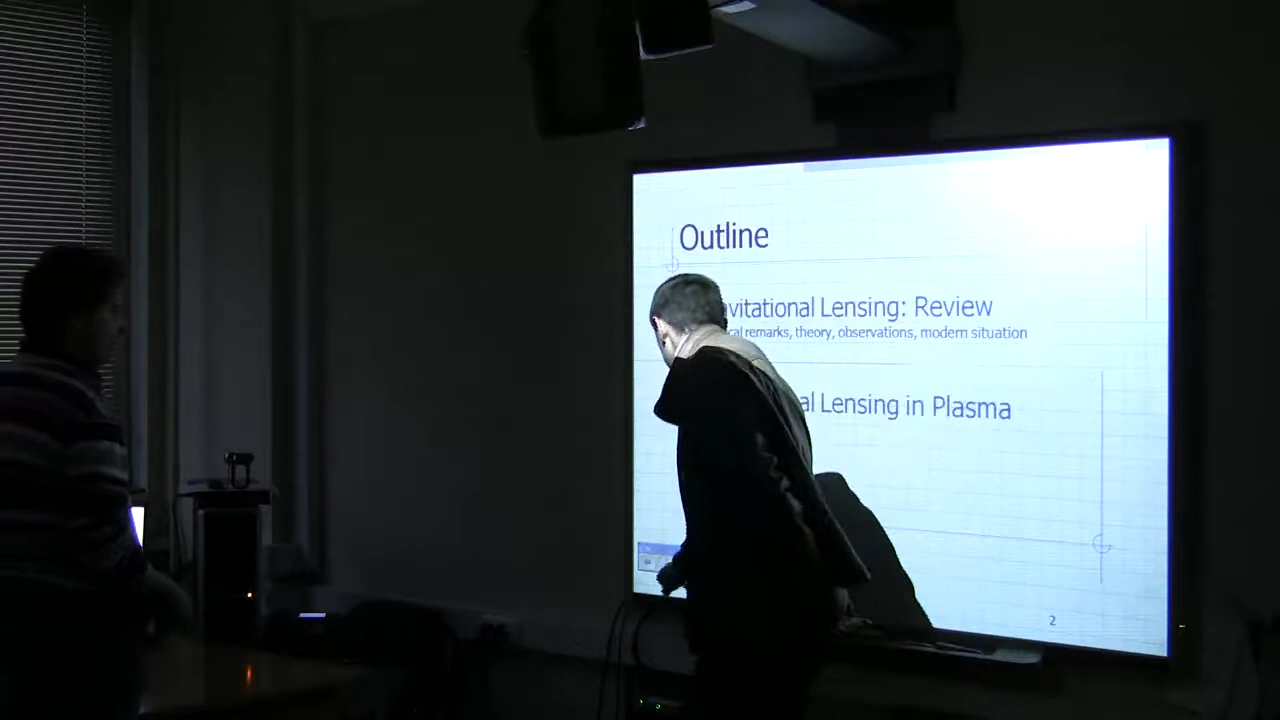 Outline
vitational Lensing: Review
cal remarks, theory, observations, modern situation
al Lensing in Plasma
2